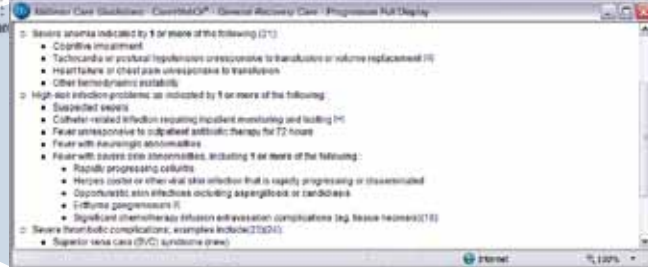 Milliman Care Guidelines - CareWebQI - General Recovery Care - Progression Full Display
Severe anemia indicated by 1 or more of the following (21)
Cognitive impairment
Tachycardia or postural hypotension unresponsive to transfusion or volume replacement
Heart failure or chest pain unresponsive to transfusion
Other hemodynamic instability
High-risk infection problems as indicated by 1 or more of the following:
Suspected sepsis
Catheter-related infection requiring inpatient monitoring and testing
Fever unresponsive to outpatient antibiotic therapy for 72 hours
Fever with neurologic abnormalities
Fever with severe skin abnormalities, including 1 or more of the following:
Rapidly progressing cellulitis
Herpes zoster or other viral skin infection that is rapidly progressing or disseminated
Opportunistic skin infections including aspergillosis or candidiasis
Ecthyma gangrenosum
Significant chemotherapy infusion extravasation complications (eg, tissue necrosis)
Severe thrombotic complications; examples include
Superior vena cava (SVC) syndrome (new)
Internet
100%